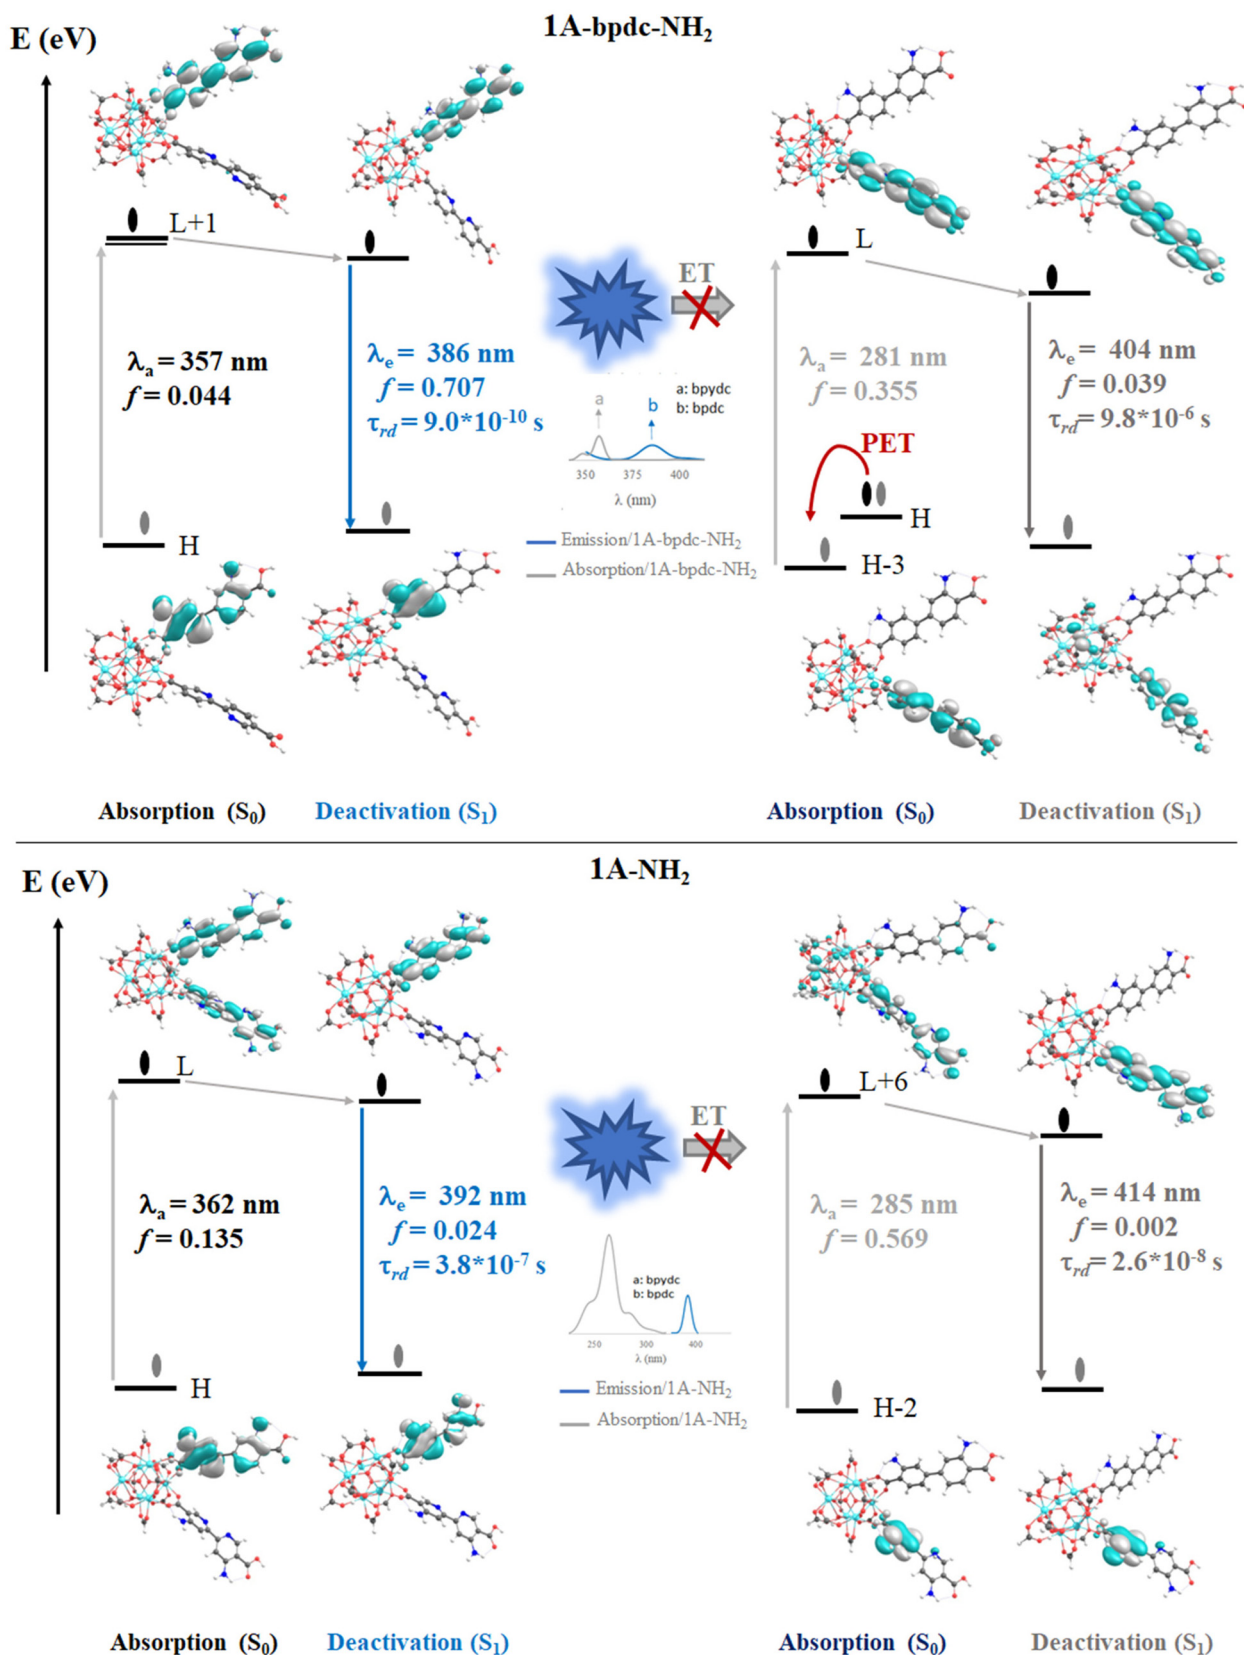 1A-bpdc-NH₂
E (eV)
L+1
λₐ = 357 nm
f = 0.044
H
λₑ = 386 nm
f = 0.707
τ_rd = 9.0*10⁻¹⁰ s
ET
a: bpydc
b: bpdc
a
b
350 375 400
λ (nm)
Emission/1A-bpdc-NH₂
Absorption/1A-bpdc-NH₂
L
λₐ = 281 nm
f = 0.355
PET
H
H-3
λₑ = 404 nm
f = 0.039
τ_rd = 9.8*10⁻⁶ s
Absorption (S₀) Deactivation (S₁) Absorption (S₀) Deactivation (S₁)
1A-NH₂
E (eV)
L
λₐ = 362 nm
f = 0.135
H
λₑ = 392 nm
f = 0.024
τ_rd = 3.8*10⁻⁷ s
ET
a: bpydc
b: bpdc
250 300 400
λ (nm)
Emission/1A-NH₂
Absorption/1A-NH₂
L+6
λₐ = 285 nm
f = 0.569
H-2
λₑ = 414 nm
f = 0.002
τ_rd = 2.6*10⁻⁸ s
Absorption (S₀) Deactivation (S₁) Absorption (S₀) Deactivation (S₁)